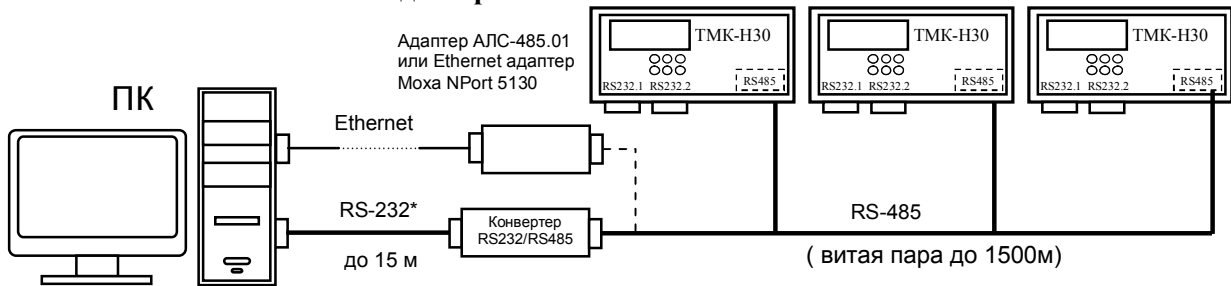 Адаптер АЛС-485.01
или Ethernet адаптер
Moxa NPort 5130
ТМК-Н30
RS232.1 RS232.2
RS485
ТМК-Н30
RS232.1 RS232.2
RS485
ТМК-Н30
RS232.1 RS232.2
RS485
ПК
Ethernet
RS-232*
до 15 м
Конвертер
RS232/RS485
RS-485
( витая пара до 1500м)